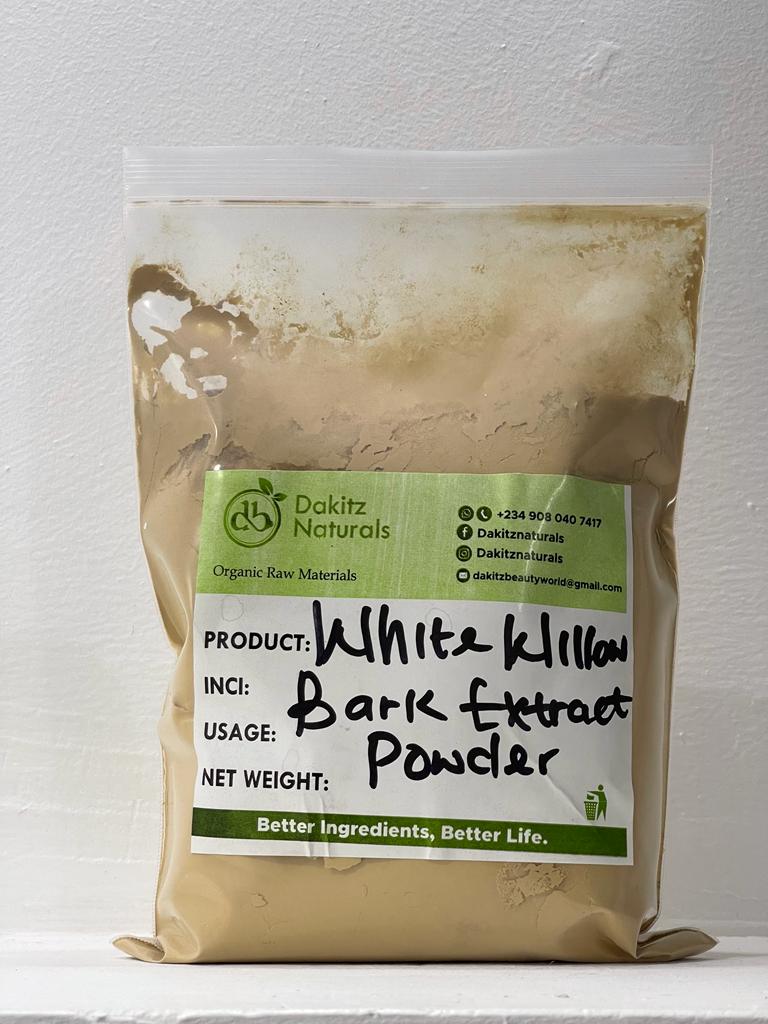 Dakitz
Naturals
Organic Raw Materials
+234 908 040 7417
Dakitznaturals
Dakitznaturals
dakitzbeautyworld@gmail.com
PRODUCT: White Willow
INCI: Bark Extract
USAGE: Powder
NET WEIGHT:
Better Ingredients, Better Life.